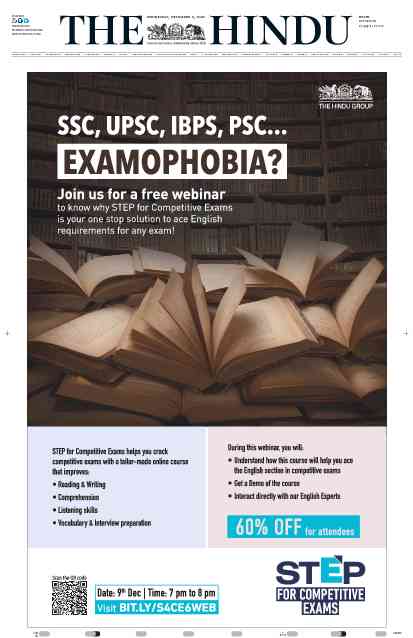 THE HINDU
THE HINDU GROUP
SSC, UPSC, IBPS, PSC...
EXAMOPHOBIA?
Join us for a free webinar
to know why STEP for Competitive Exams
is your one stop solution to ace English
requirements for any exam!
STEP for Competitive Exams helps you crack
competitive exams with a tailor-made online course
that improves:
• Reading & Writing
• Comprehension
• Listening skills
• Vocabulary & Interview preparation
During this webinar, you will:
• Understand how this course will help you ace
the English section in competitive exams
• Get a Demo of the course
• Interact directly with our English Experts
60% OFF for attendees
Scan the QR code
Date: 9th Dec | Time: 7 pm to 8 pm
Visit BIT.LY/S4CE6WEB
STEP
FOR COMPETITIVE
EXAMS